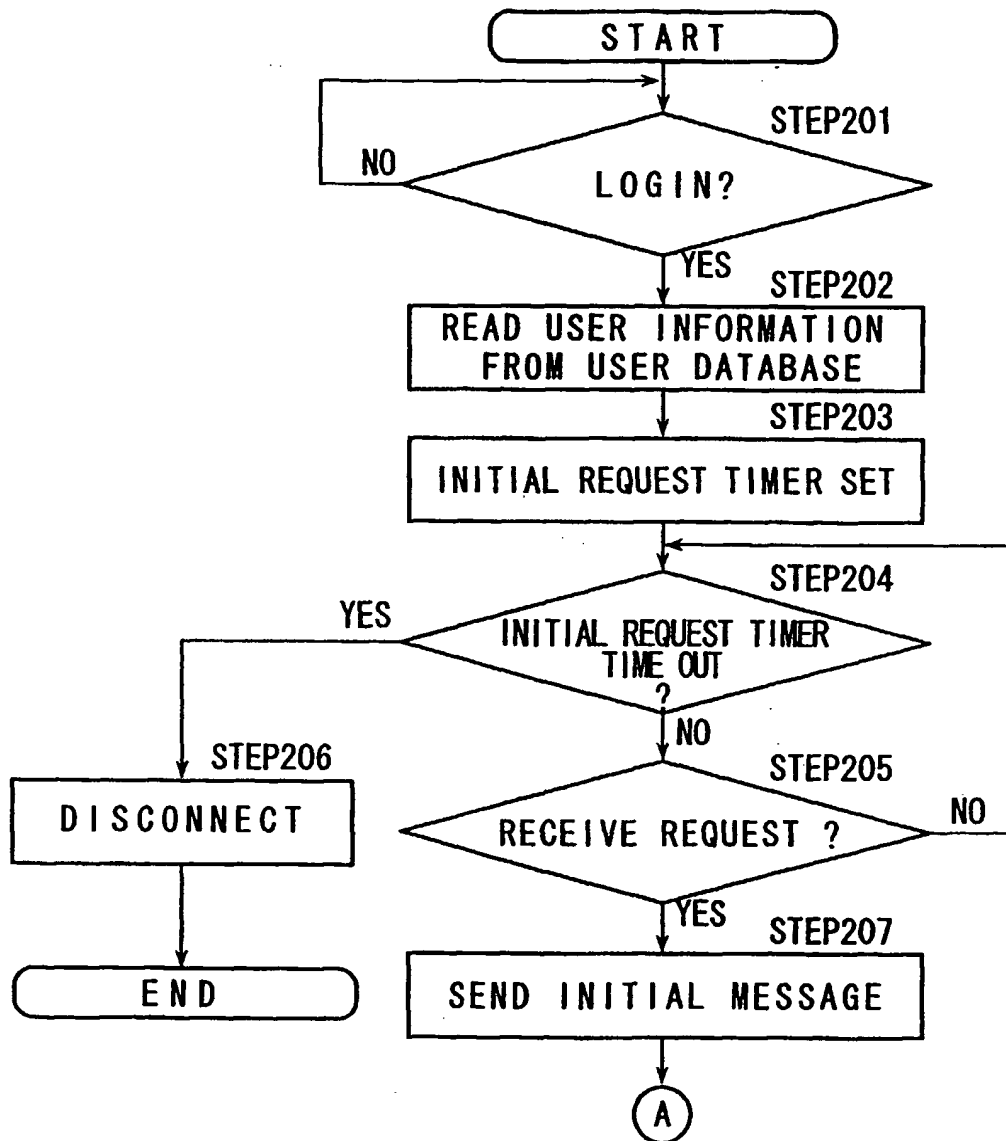 START
STEP201
NO
LOGIN?
YES
STEP202
READ USER INFORMATION
FROM USER DATABASE
STEP203
INITIAL REQUEST TIMER SET
STEP204
YES
INITIAL REQUEST TIMER
TIME OUT
?
NO
STEP206
STEP205
DISCONNECT
RECEIVE REQUEST ?
NO
YES
STEP207
END
SEND INITIAL MESSAGE
A